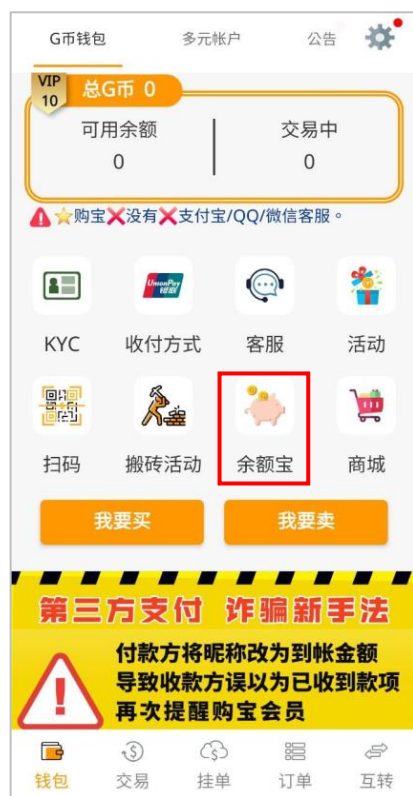 G币钱包 多元帐户 公告
VIP
10
总G币 0
可用余额 交易中
0 0
购宝❌没有❌支付宝/QQ/微信客服。
UnionPay
银联
KYC 收付方式 客服 活动
扫码 搬砖活动 余额宝 商城
我要买 我要卖
第三方支付 诈骗新手法
付款方将昵称改为到帐金额
导致收款方误以为已收到款项
再次提醒购宝会员
钱包 交易 挂单 订单 互转